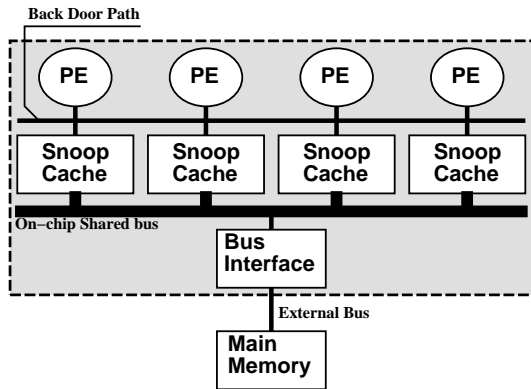 Back Door Path
PE PE PE PE
Snoop Cache
Snoop Cache
Snoop Cache
Snoop Cache
On−chip Shared bus
Bus
Interface
External Bus
Main
Memory